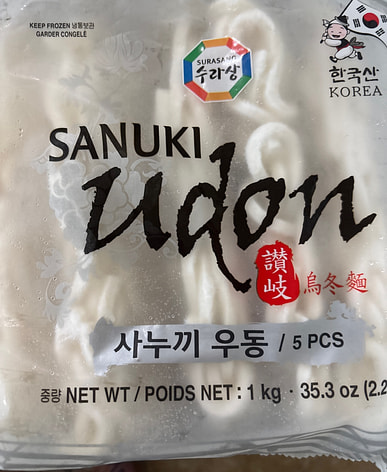 KEEP FROZEN 냉동보관
GARDER CONGELÉ
SURASANG
수라상
한국산
KOREA
SANUKI
udon
讃岐
烏冬麵
사누끼 우동 / 5 PCS
중량 NET WT / POIDS NET : 1 kg · 35.3 oz (2.2